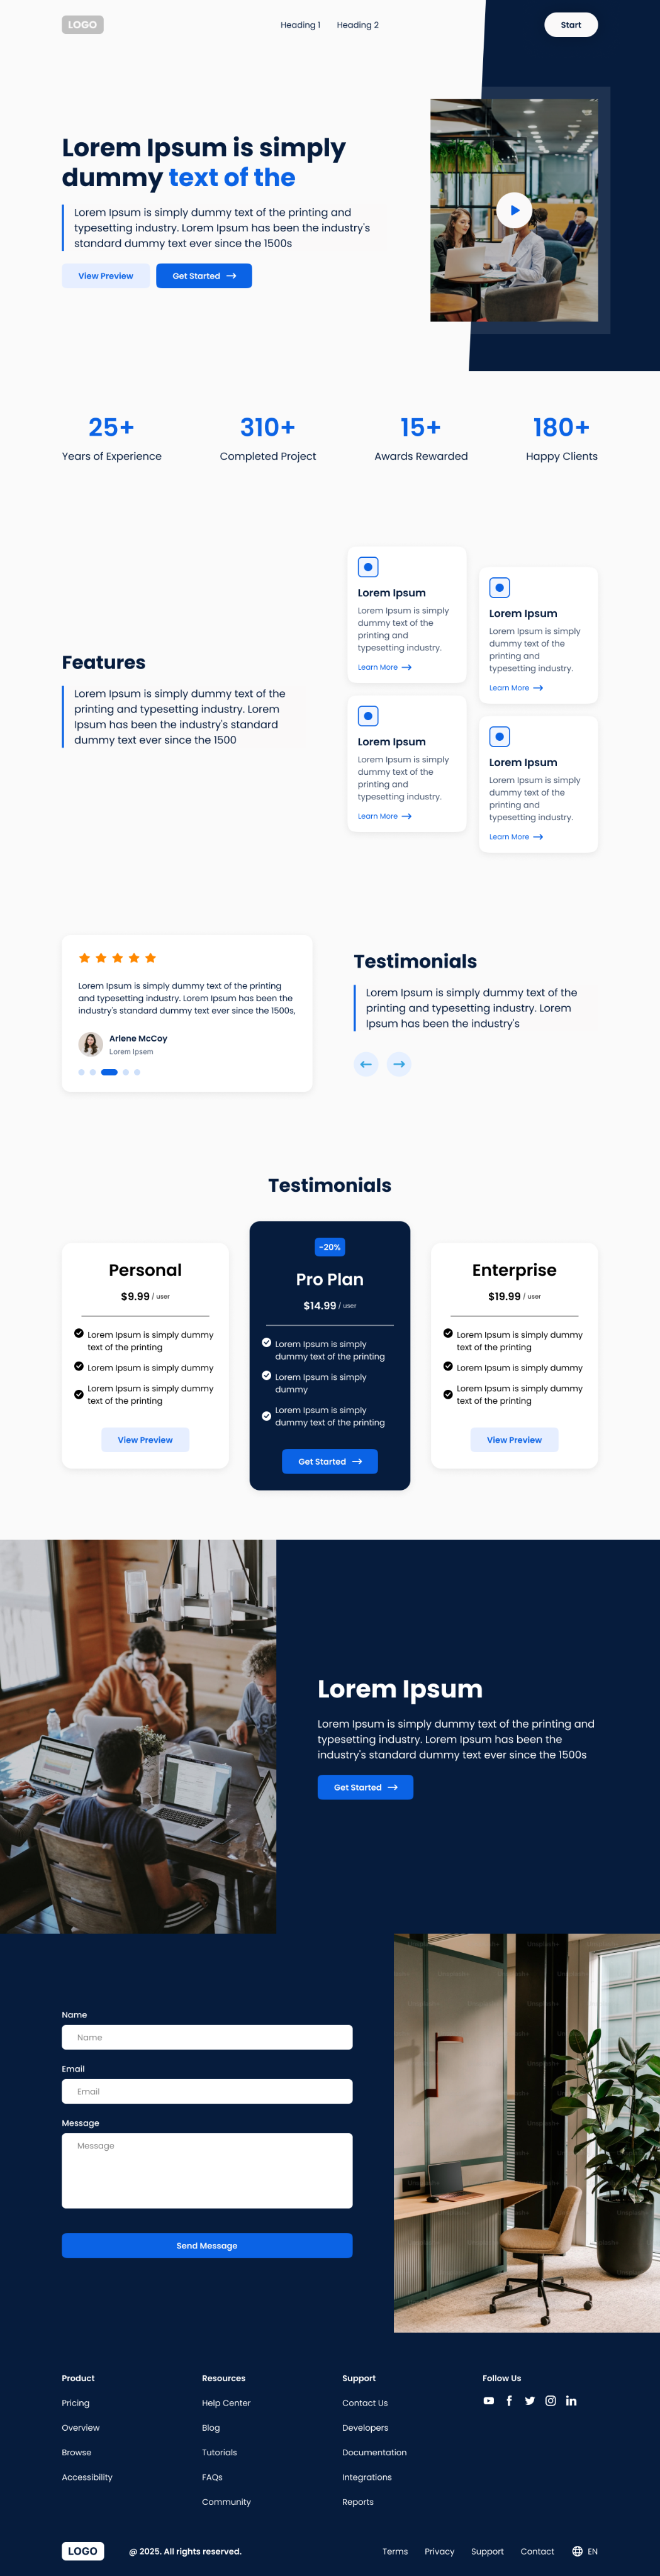 LOGO
Heading 1
Heading 2
Start
Lorem Ipsum is simply
dummy text of the
Lorem Ipsum is simply dummy text of the printing and
typesetting industry. Lorem Ipsum has been the industry's
standard dummy text ever since the 1500s
View Preview
Get Started
25+
Years of Experience
310+
Completed Project
15+
Awards Rewarded
180+
Happy Clients
Features
Lorem Ipsum is simply dummy text of the
printing and typesetting industry. Lorem
Ipsum has been the industry's standard
dummy text ever since the 1500
Lorem Ipsum
Lorem Ipsum is simply
dummy text of the
printing and
typesetting industry.
Learn More
Lorem Ipsum
Lorem Ipsum is simply
dummy text of the
printing and
typesetting industry.
Learn More
Lorem Ipsum
Lorem Ipsum is simply
dummy text of the
printing and
typesetting industry.
Learn More
Lorem Ipsum
Lorem Ipsum is simply
dummy text of the
printing and
typesetting industry.
Learn More
Lorem Ipsum is simply dummy text of the printing
and typesetting industry. Lorem Ipsum has been the
industry's standard dummy text ever since the 1500s,
Arlene McCoy
Lorem Ipsem
Testimonials
Lorem Ipsum is simply dummy text of the
printing and typesetting industry. Lorem
Ipsum has been the industry's
Testimonials
Personal
$9.99 / user
Lorem Ipsum is simply dummy
text of the printing
Lorem Ipsum is simply dummy
Lorem Ipsum is simply dummy
text of the printing
View Preview
-20%
Pro Plan
$14.99 / user
Lorem Ipsum is simply
dummy text of the printing
Lorem Ipsum is simply
dummy
Lorem Ipsum is simply
dummy text of the printing
Get Started
Enterprise
$19.99 / user
Lorem Ipsum is simply dummy
text of the printing
Lorem Ipsum is simply dummy
Lorem Ipsum is simply dummy
text of the printing
View Preview
Lorem Ipsum
Lorem Ipsum is simply dummy text of the printing and
typesetting industry. Lorem Ipsum has been the
industry's standard dummy text ever since the 1500s
Get Started
Name
Name
Email
Email
Message
Message
Send Message
Product
Pricing
Overview
Browse
Accessibility
Resources
Help Center
Blog
Tutorials
FAQs
Community
Support
Contact Us
Developers
Documentation
Integrations
Reports
Follow Us
LOGO
@ 2025. All rights reserved.
Terms
Privacy
Support
Contact
EN